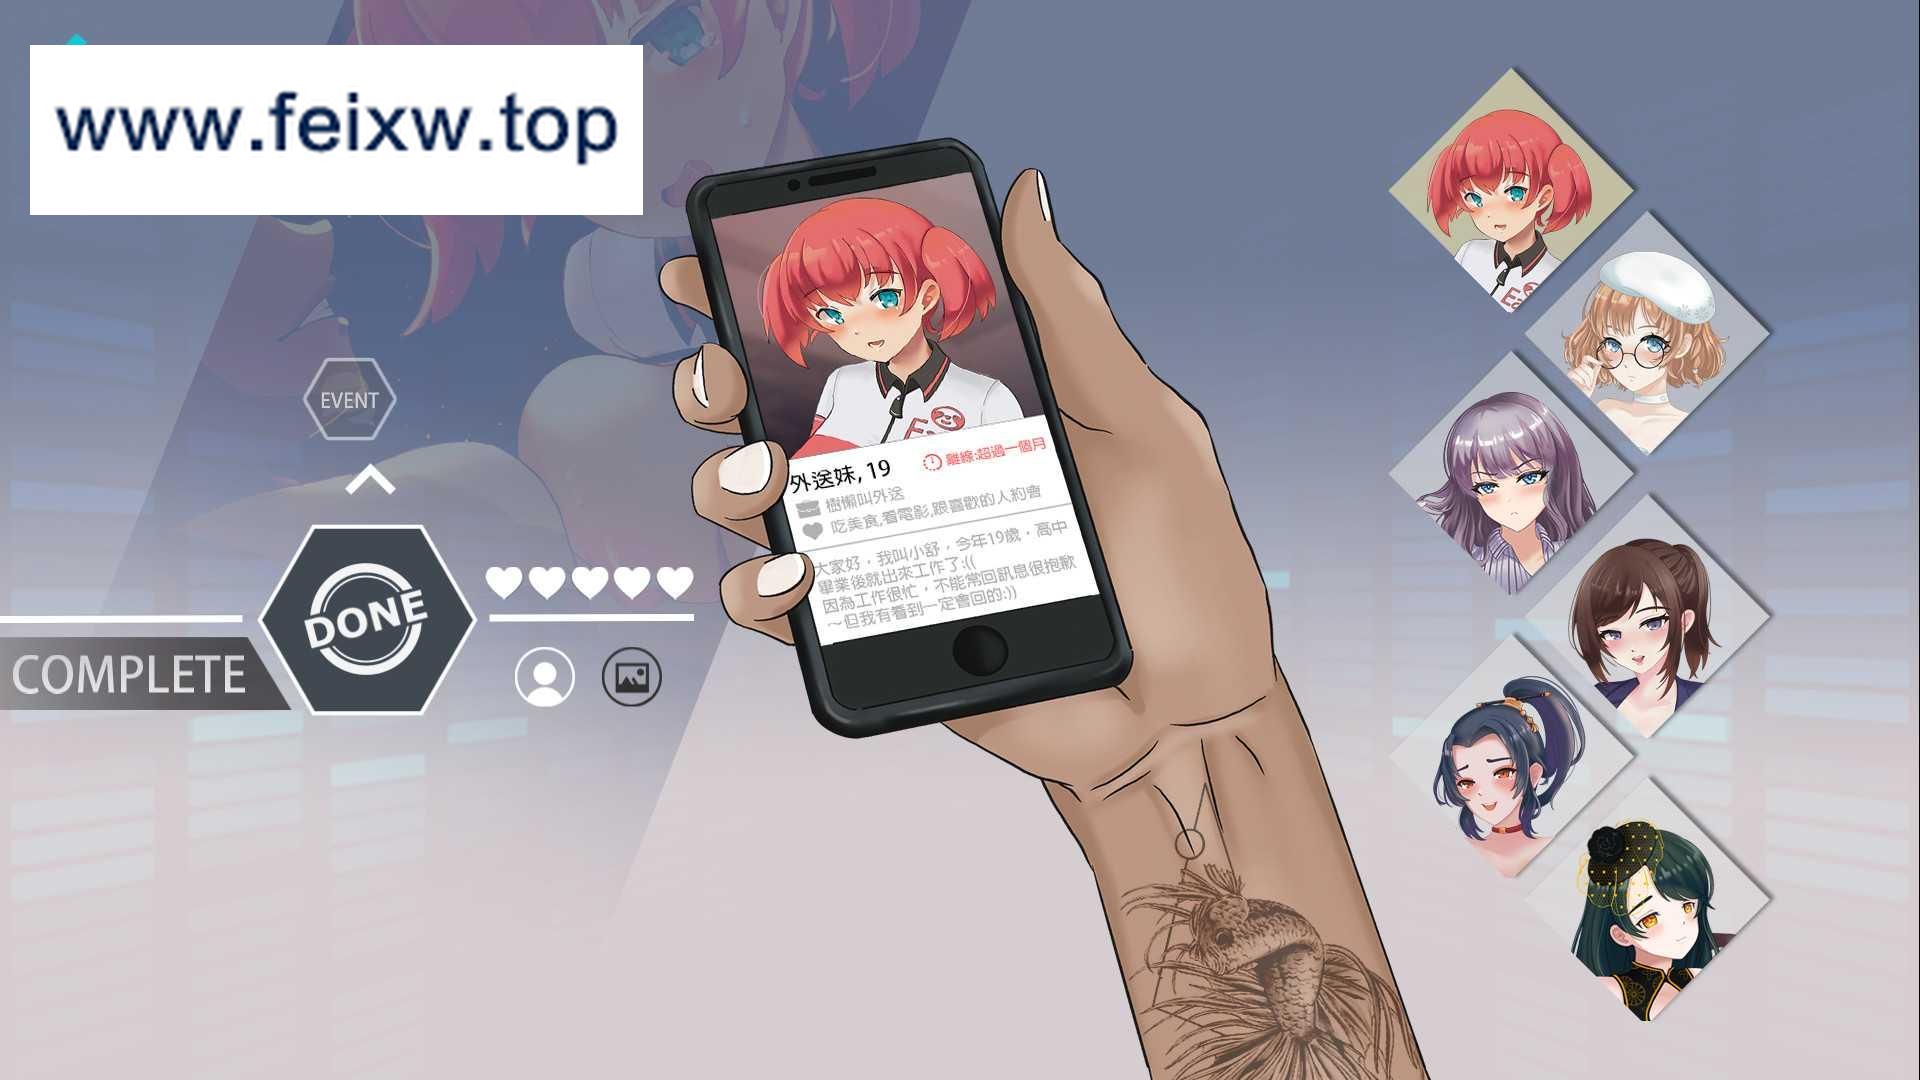 www.feixw.top
EVENT
DONE
COMPLETE
外送妹, 19
離線:超過一個月
樹懶叫外送
吃美食,看電影,跟喜歡的人約會
大家好，我叫小舒，今年19歲，高中
畢業後就出來工作了:((
因為工作很忙，不能常回訊息很抱歉
～但我有看到一定會回的:))